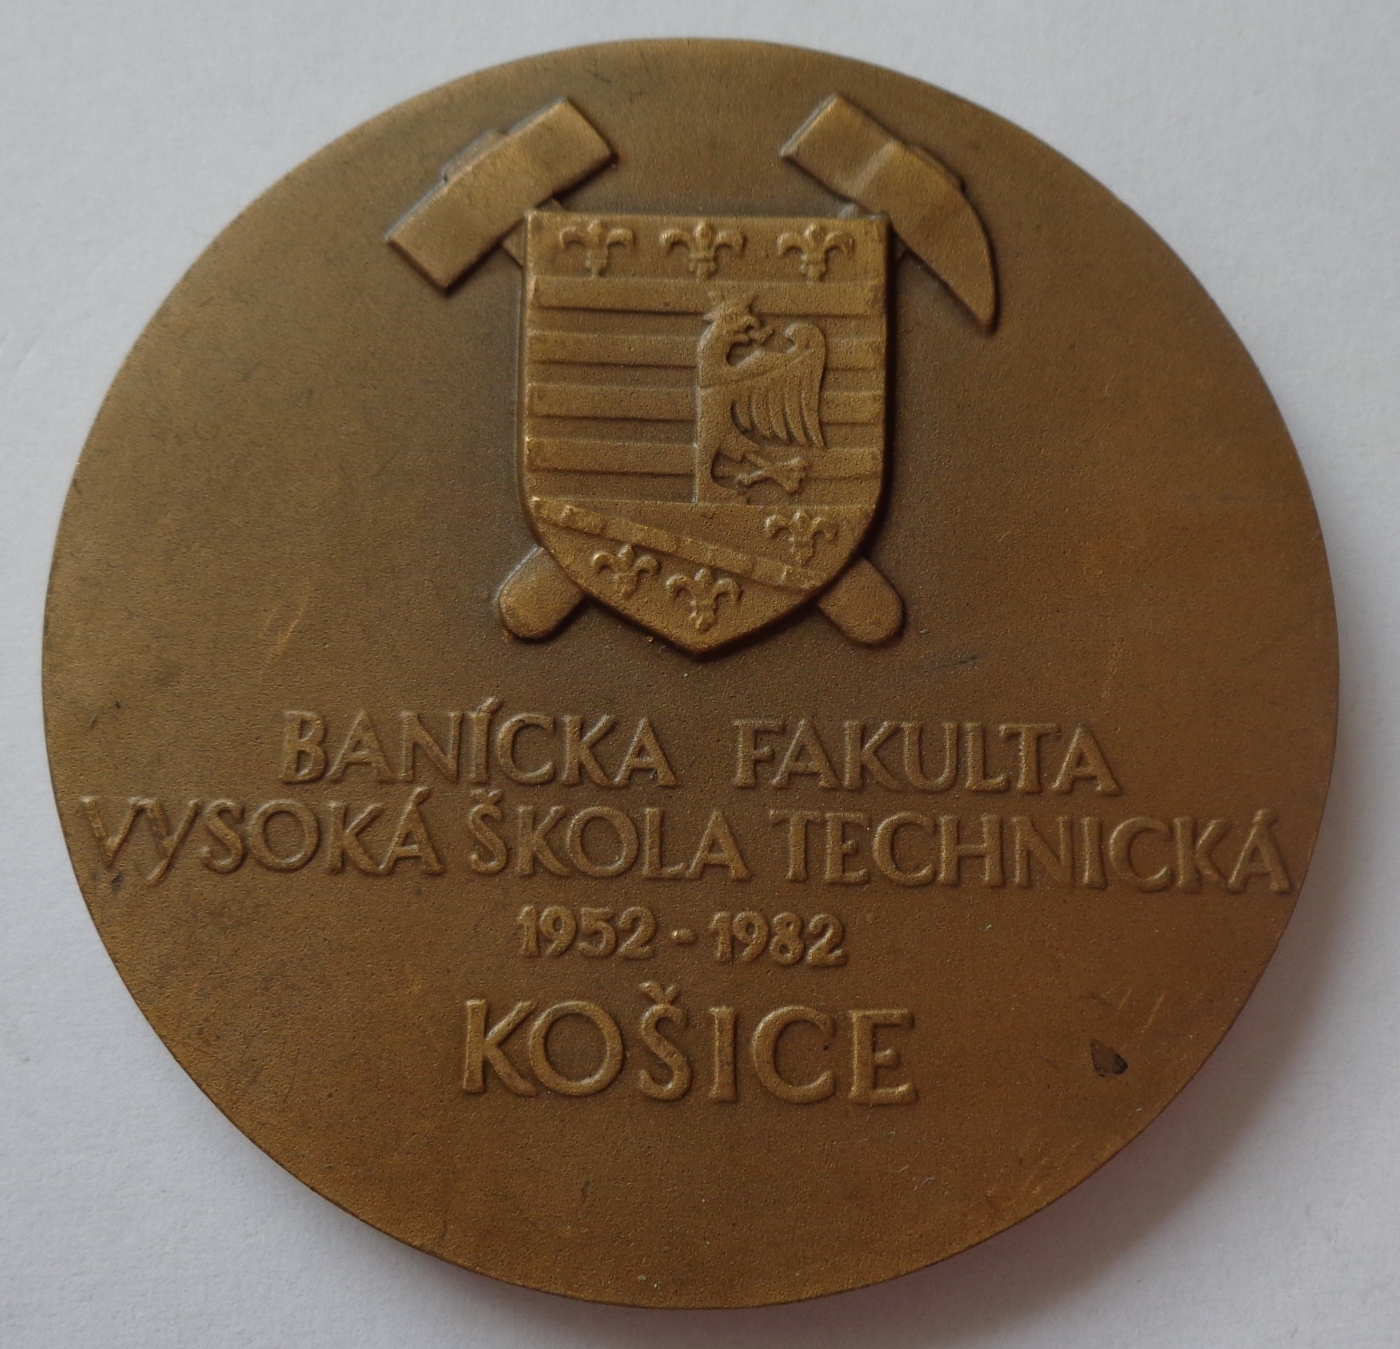 BANÍCKA FAKULTA
VYSOKÁ ŠKOLA TECHNICKÁ
1952-1982
KOŠICE